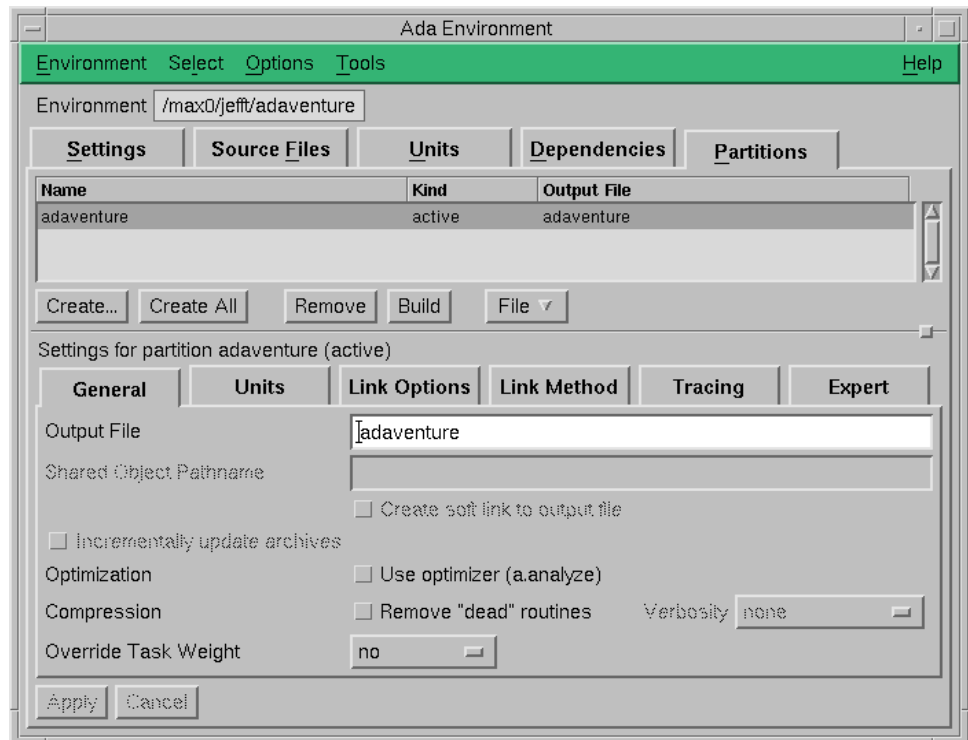 Ada Environment
Environment Select Options Tools Help
Environment /max0/jefft/adaventure
Settings Source Files Units Dependencies Partitions
Name Kind Output File
adaventure active adaventure
Create... Create All Remove Build File
Settings for partition adaventure (active)
General Units Link Options Link Method Tracing Expert
Output File adaventure
Shared Object Pathname
Create soft link to output file
Incrementally update archives
Optimization Use optimizer (a.analyze)
Compression Remove "dead" routines Verbosity none
Override Task Weight no
Apply Cancel